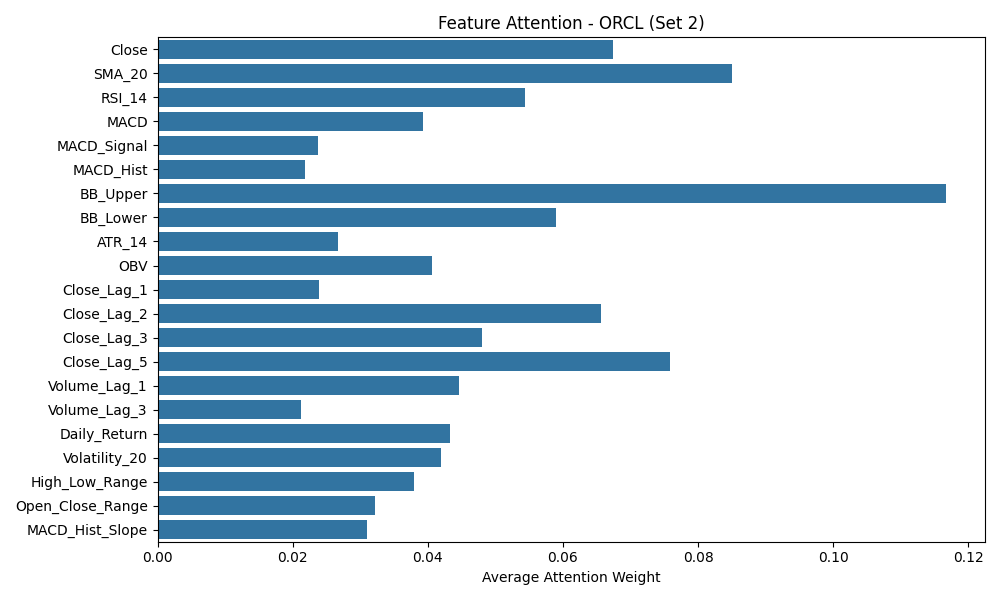 Feature Attention - ORCL (Set 2)
Close
SMA_20
RSI_14
MACD
MACD_Signal
MACD_Hist
BB_Upper
BB_Lower
ATR_14
OBV
Close_Lag_1
Close_Lag_2
Close_Lag_3
Close_Lag_5
Volume_Lag_1
Volume_Lag_3
Daily_Return
Volatility_20
High_Low_Range
Open_Close_Range
MACD_Hist_Slope
0.00 0.02 0.04 0.06 0.08 0.10 0.12
Average Attention Weight